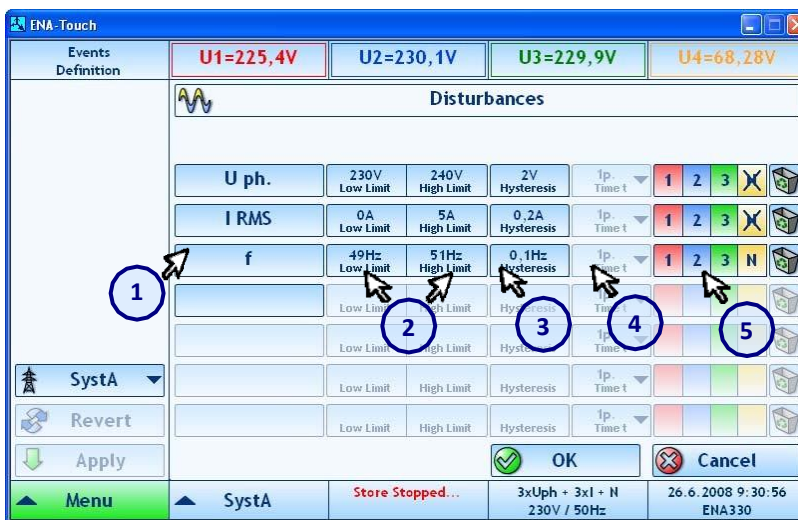 ENA-Touch
Events
Definition
U1=225,4V
U2=230,1V
U3=229,9V
U4=68,28V
Disturbances
U ph.
230V
Low Limit
240V
High Limit
2V
Hysteresis
1p.
Time t
1 2 3
I RMS
0A
Low Limit
5A
High Limit
0,2A
Hysteresis
1p.
Time t
1 2 3
f
49Hz
Low Limit
51Hz
High Limit
0,1Hz
Hysteresis
1p.
Time t
1 2 3 N
1
2
3
4
5
Low Limit
High Limit
Hysteresis
1p.
Time t
Low Limit
High Limit
Hysteresis
1p.
Time t
SystA
Low Limit
High Limit
Hysteresis
1p.
Time t
Revert
Low Limit
High Limit
Hysteresis
1p.
Time t
Apply
OK
Cancel
Menu
SystA
Store Stopped...
3xUph + 3xI + N
230V / 50Hz
26.6.2008 9:30:56
ENA330